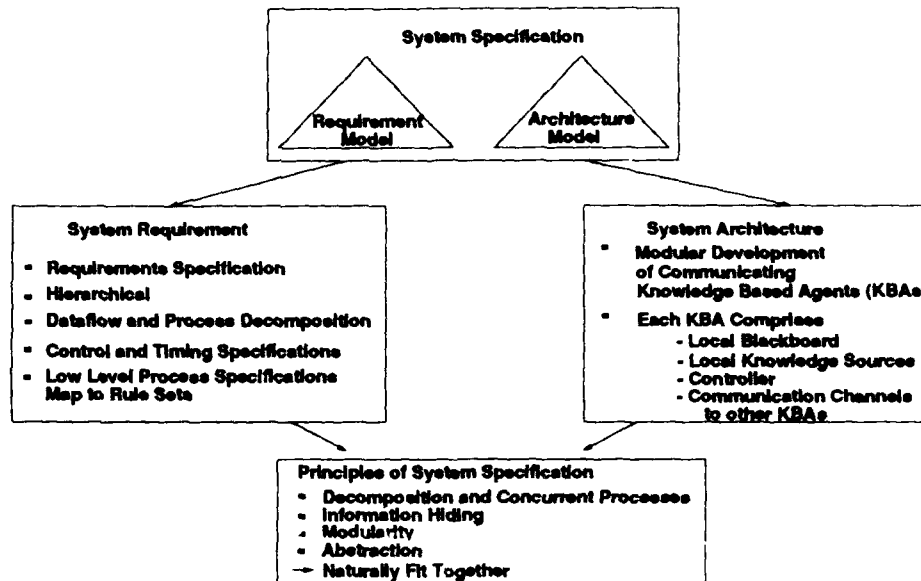 System Specification
Requirement
Model
Architecture
Model
System Requirement
▪ Requirements Specification
▪ Hierarchical
▪ Dataflow and Process Decomposition
▪ Control and Timing Specifications
▪ Low Level Process Specifications
Map to Rule Sets
System Architecture
▪ Modular Development
of Communicating
Knowledge Based Agents (KBAs
▪ Each KBA Comprises
- Local Blackboard
- Local Knowledge Sources
- Controller
- Communication Channels
to other KBAs
Principles of System Specification
▪ Decomposition and Concurrent Processes
▪ Information Hiding
▪ Modularity
▪ Abstraction
→ Naturally Fit Together